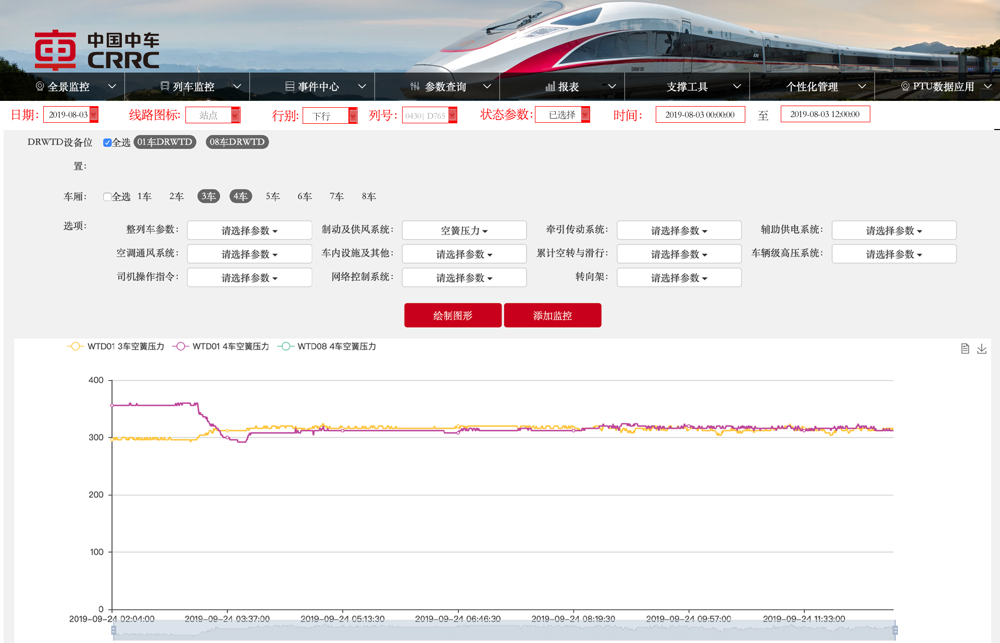 中国中车
CRRC
全景监控 列车监控 事件中心 参数查询 报表 支撑工具 个性化管理 PTU数据应用
日期: 2019-08-03 线路图标: 站点 行别: 下行 列号: 0430| D765 状态参数: 已选择 时间: 2019-08-03 00:00:00 至 2019-08-03 12:00:00
DRWTD设备位 全选 01车DRWTD 08车DRWTD
置:
车厢: 全选 1车 2车 3车 4车 5车 6车 7车 8车
选项: 整列车参数: 请选择参数 制动及供风系统: 空簧压力 牵引传动系统: 请选择参数 辅助供电系统: 请选择参数
空调通风系统: 请选择参数 车内设施及其他: 请选择参数 累计空转与滑行: 请选择参数 车辆级高压系统: 请选择参数
司机操作指令: 请选择参数 网络控制系统: 请选择参数 转向架: 请选择参数
绘制图形 添加监控
WTD01 3车空簧压力 WTD01 4车空簧压力 WTD08 4车空簧压力
400
300
200
100
0
2019-09-24 02:04:00 2019-09-24 03:37:00 2019-09-24 05:13:30 2019-09-24 06:46:30 2019-09-24 08:19:30 2019-09-24 09:57:00 2019-09-24 11:33:00